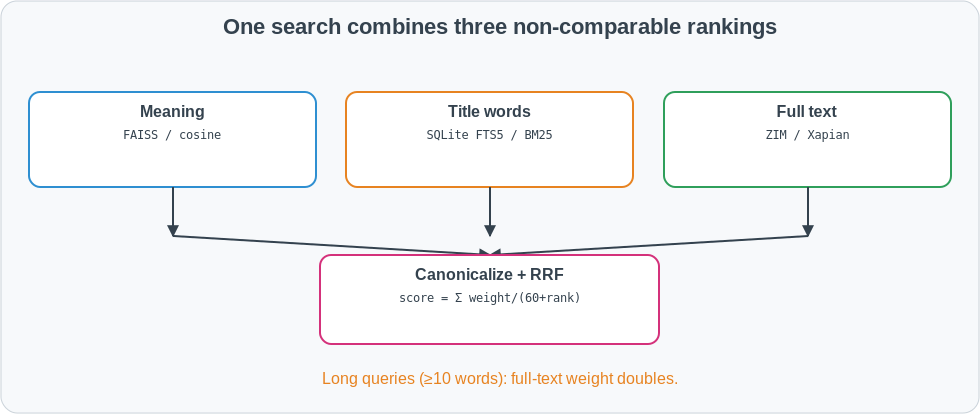 One search combines three non-comparable rankings
Meaning
FAISS / cosine
Title words
SQLite FTS5 / BM25
Full text
ZIM / Xapian
Canonicalize + RRF
score = Σ weight/(60+rank)
Long queries (≥10 words): full-text weight doubles.